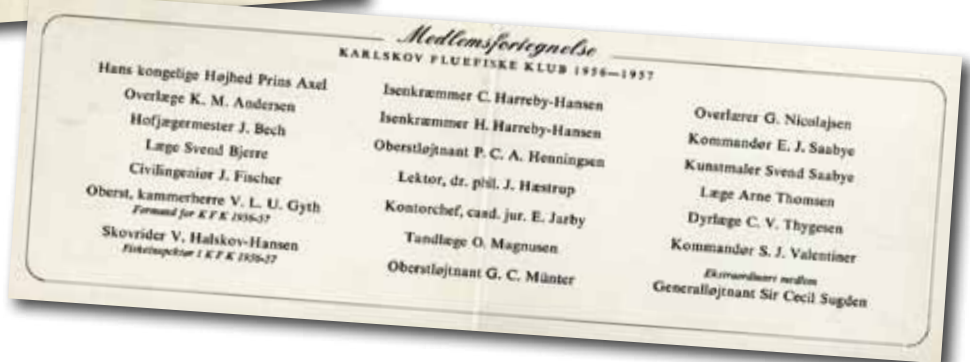 Medlemsfortegnelse
KARLSKOV FLUEFISKE KLUB 1956—1957
Hans kongelige Højhed Prins Axel
Overlæge K. M. Andersen
Hofjægermester J. Bech
Læge Svend Bjerre
Civilingeniør J. Fischer
Oberst, kammerherre V. L. U. Gyth
Formand for K F K 1956-57
Skovrider V. Halskov-Hansen
Fiskeinspektør i K F K 1956-57
Isenkræmmer C. Harreby-Hansen
Isenkræmmer H. Harreby-Hansen
Oberstløjtnant P. C. A. Henningsen
Lektor, dr. phil. J. Hæstrup
Kontorchef, cand. jur. E. Jarby
Tandlæge O. Magnusen
Oberstløjtnant G. C. Münter
Overlærer G. Nicolajsen
Kommandør E. J. Saabye
Kunstmaler Svend Saabye
Læge Arne Thomsen
Dyrlæge C. V. Thygesen
Kommandør S. J. Valentiner
Ekstraordinært medlem
Generalløjtnant Sir Cecil Sugden